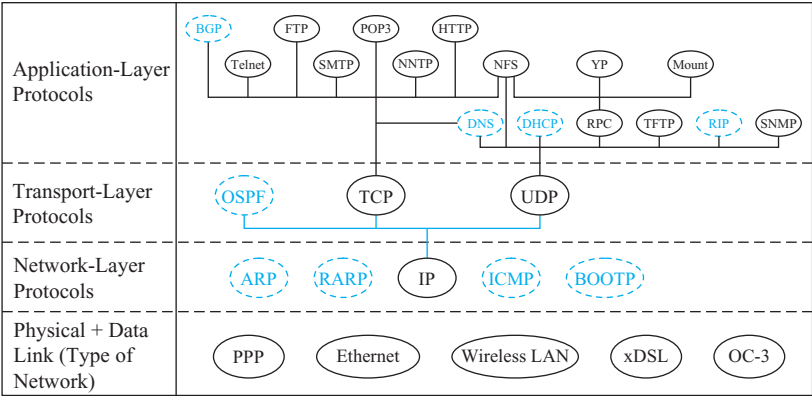 Application-Layer
Protocols
BGP
FTP
POP3
HTTP
Telnet
SMTP
NNTP
NFS
YP
Mount
DNS
DHCP
RPC
TFTP
RIP
SNMP
Transport-Layer
Protocols
OSPF
TCP
UDP
Network-Layer
Protocols
ARP
RARP
IP
ICMP
BOOTP
Physical + Data
Link (Type of
Network)
PPP
Ethernet
Wireless LAN
xDSL
OC-3